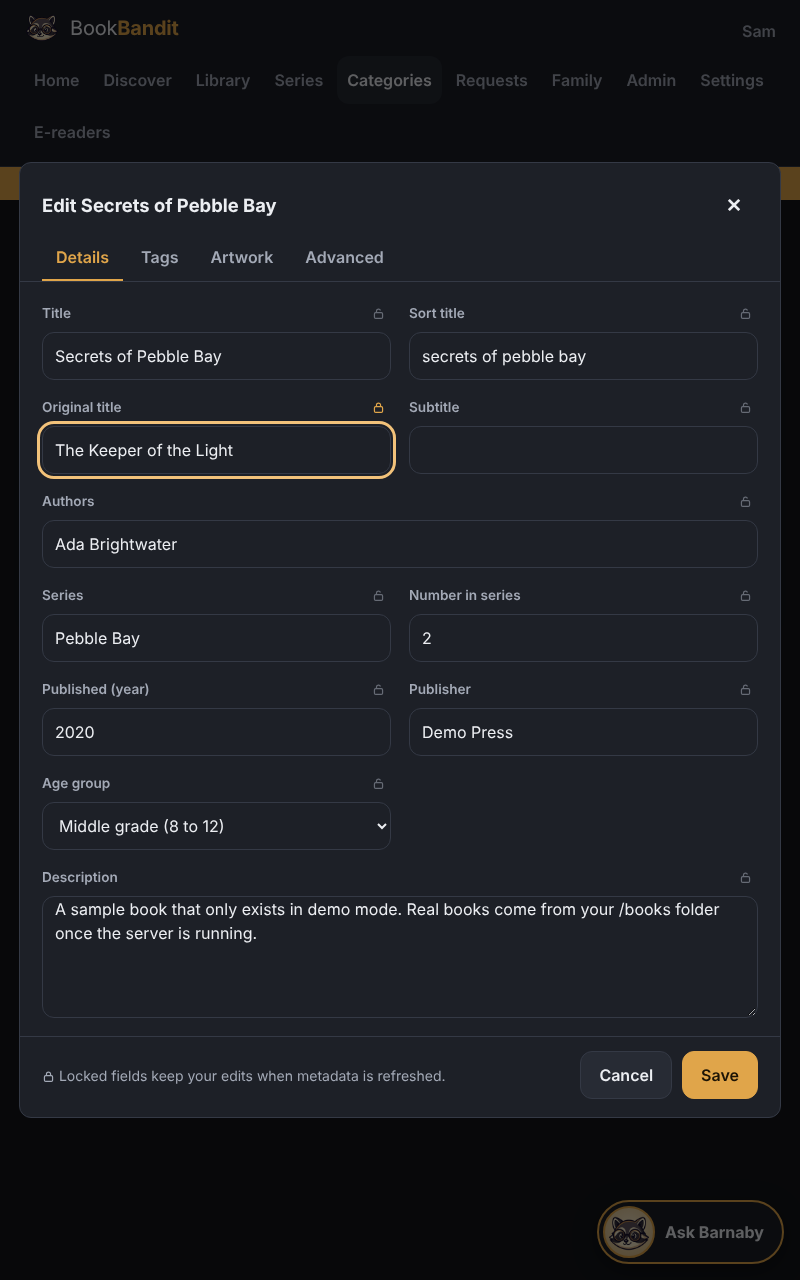 BookBandit
Sam
Home Discover Library Series Categories Requests Family Admin Settings
E-readers
Edit Secrets of Pebble Bay
Details Tags Artwork Advanced
Title Sort title
Secrets of Pebble Bay secrets of pebble bay
Original title Subtitle
The Keeper of the Light
Authors
Ada Brightwater
Series Number in series
Pebble Bay 2
Published (year) Publisher
2020 Demo Press
Age group
Middle grade (8 to 12)
Description
A sample book that only exists in demo mode. Real books come from your /books folder
once the server is running.
Locked fields keep your edits when metadata is refreshed.
Cancel Save
Ask Barnaby